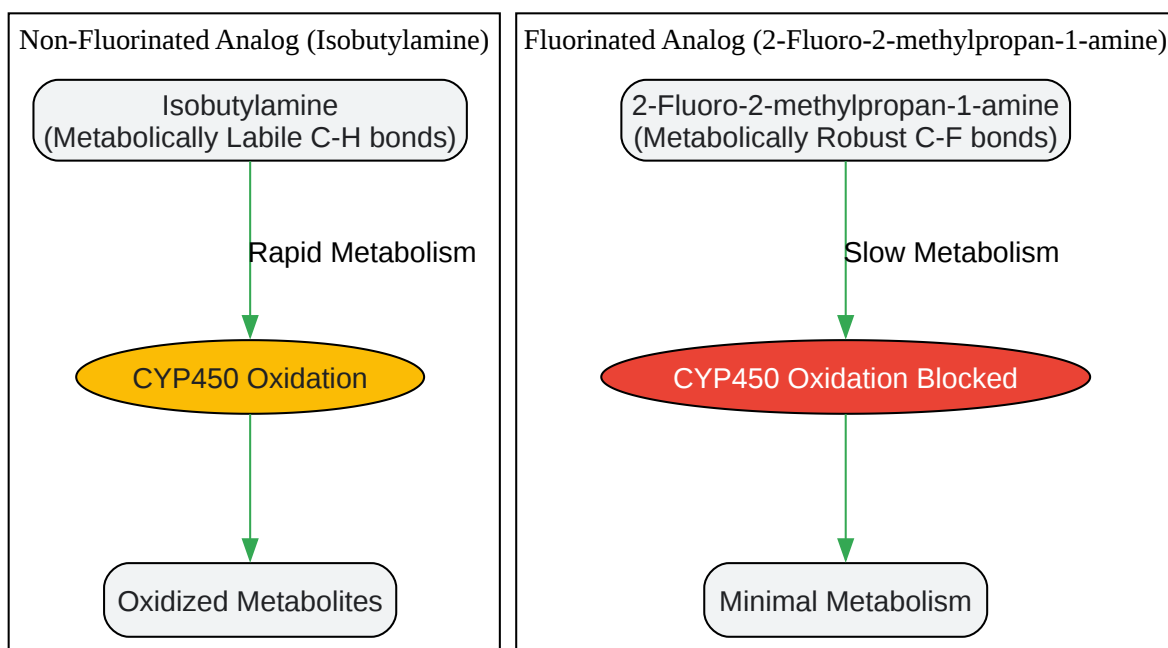 Non-Fluorinated Analog (Isobutylamine)
Isobutylamine
(Metabolically Labile C-H bonds)
Rapid Metabolism
CYP450 Oxidation
Oxidized Metabolites
Fluorinated Analog (2-Fluoro-2-methylpropan-1-amine)
2-Fluoro-2-methylpropan-1-amine
(Metabolically Robust C-F bonds)
Slow Metabolism
CYP450 Oxidation Blocked
Minimal Metabolism